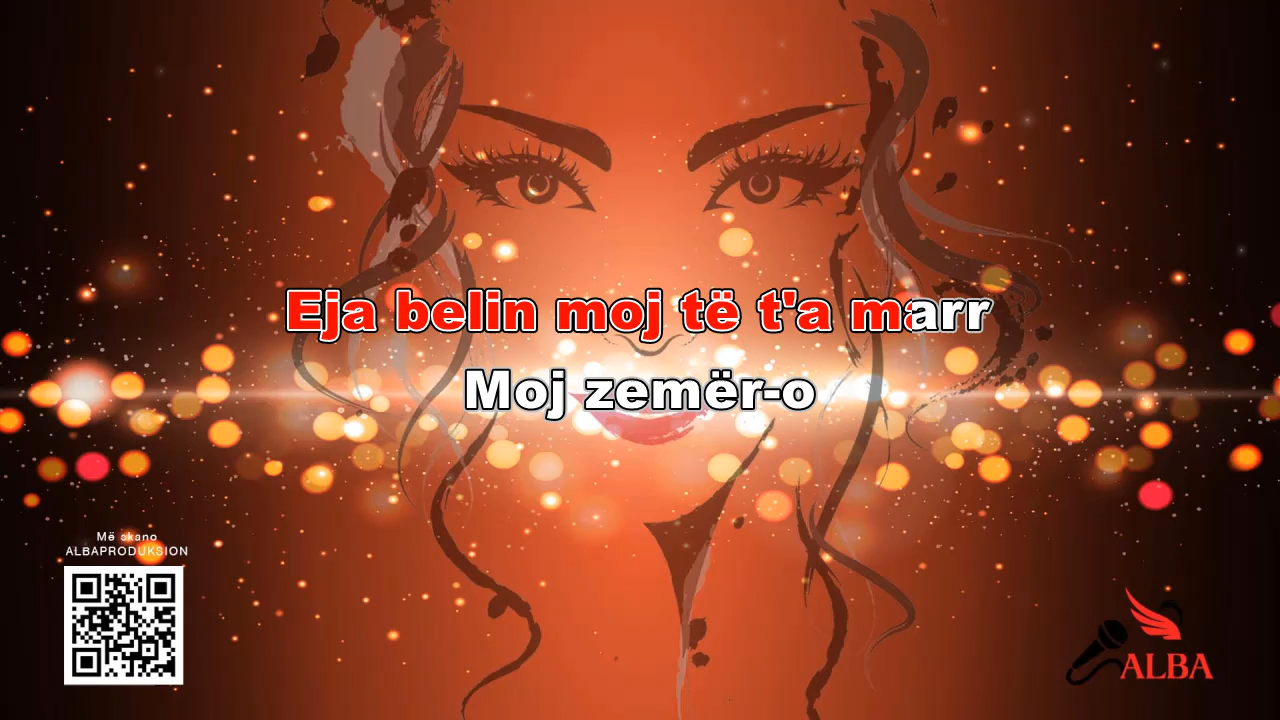 Eja belin moj të t'a marr
Moj zemër-o
Më skano
ALBAPRODUKSION
ALBA